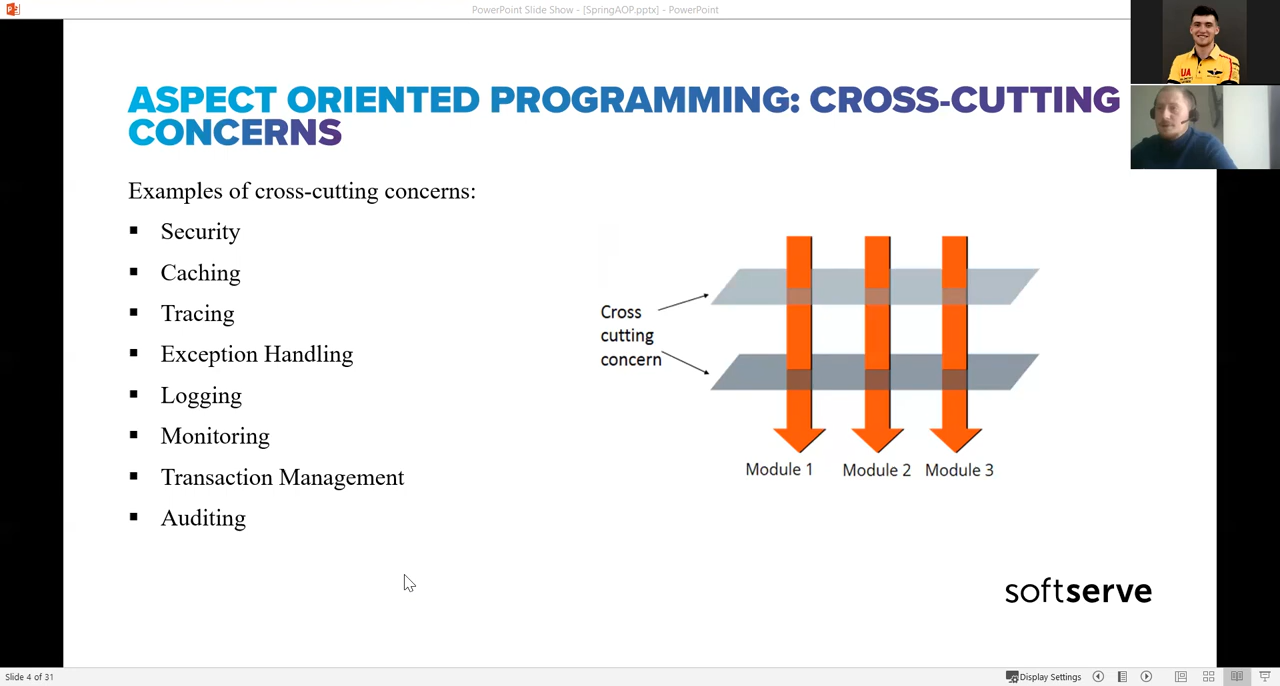 PowerPoint Slide Show - [SpringAOP.pptx] - PowerPoint
ASPECT ORIENTED PROGRAMMING: CROSS-CUTTING
CONCERNS
Examples of cross-cutting concerns:
Security
Caching
Tracing
Exception Handling
Logging
Monitoring
Transaction Management
Auditing
Cross
cutting
concern
Module 1 Module 2 Module 3
UA
softserve
Slide 4 of 31
Display Settings